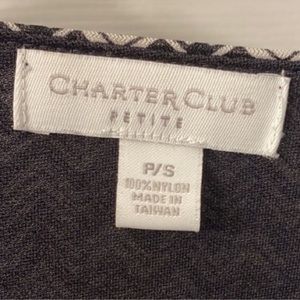 CHARTER CLUB
PETITE
P/S
100% NYLON
MADE IN
TAIWAN